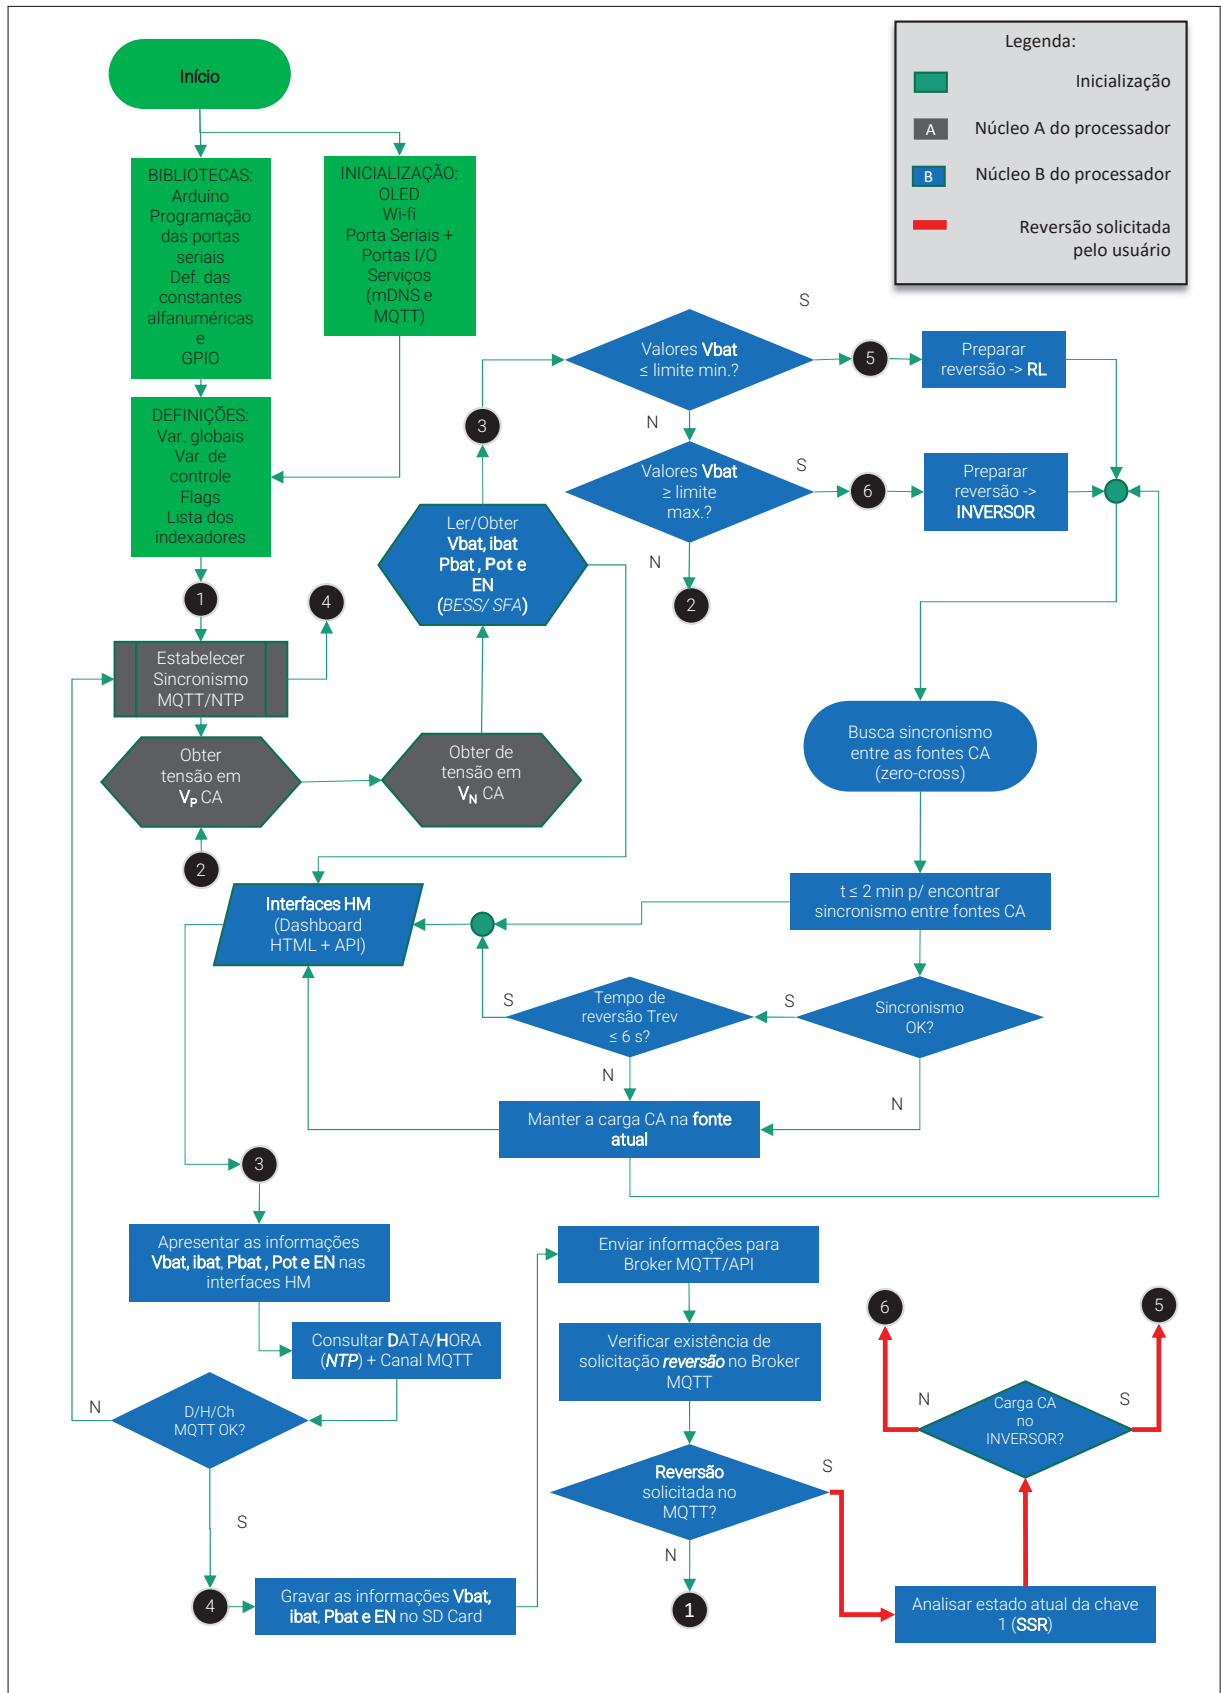 Legenda:
Inicialização
A
Núcleo A do processador
B
Núcleo B do processador
Reversão solicitada
pelo usuário
Início
BIBLIOTECAS:
Arduino
Programação
das portas
seriais
Def. das
constantes
alfanuméricas
e
GPIO
INICIALIZAÇÃO:
OLED
Wi-fi
Porta Seriais +
Portas I/O
Serviços
(mDNS e
MQTT)
DEFINIÇÕES:
Var. globais
Var. de
controle
Flags
Lista dos
indexadores
1
4
Estabelecer
Sincronismo
MQTT/NTP
Obter
tensão em
VP CA
2
Obter de
tensão em
VN CA
Ler/Obter
Vbat, ibat
Pbat , Pot e
EN
(BESS/ SFA)
3
Valores Vbat
≤ limite min.?
S
5
Preparar
reversão -> RL
N
Valores Vbat
≥ limite
max.?
S
6
Preparar
reversão ->
INVERSOR
N
2
Busca sincronismo
entre as fontes CA
(zero-cross)
t ≤ 2 min p/ encontrar
sincronismo entre fontes CA
Interfaces HM
(Dashboard
HTML + API)
Sincronismo
OK?
S
Tempo de
reversão Trev
≤ 6 s?
S
N
N
Manter a carga CA na fonte
atual
3
Apresentar as informações
Vbat, ibat, Pbat , Pot e EN nas
interfaces HM
Consultar DATA/HORA
(NTP) + Canal MQTT
D/H/Ch
MQTT OK?
N
S
4
Gravar as informações Vbat,
ibat, Pbat e EN no SD Card
Enviar informações para
Broker MQTT/API
Verificar existência de
solicitação reversão no Broker
MQTT
Reversão
solicitada no
MQTT?
S
N
1
Analisar estado atual da chave
1 (SSR)
Carga CA
no
INVERSOR?
N
S
6
5